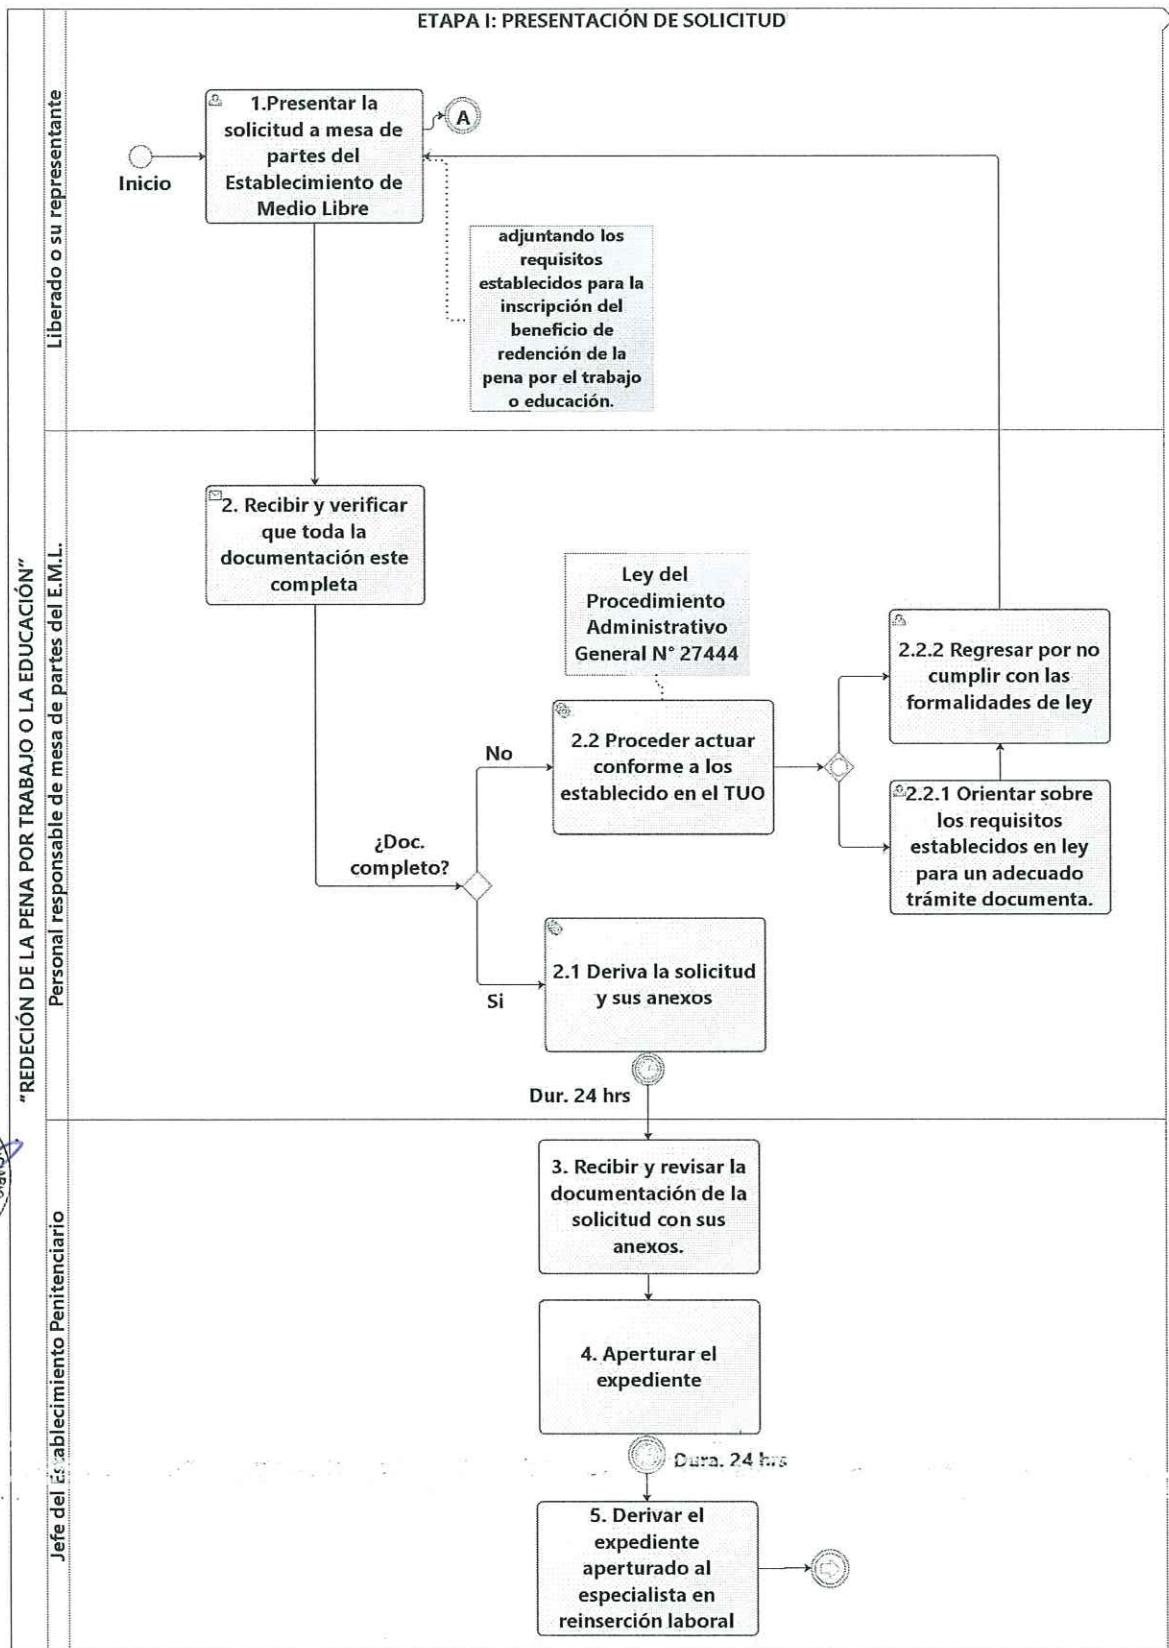 ETAPA I: PRESENTACIÓN DE SOLICITUD
"REDECIÓN DE LA PENA POR TRABAJO O LA EDUCACIÓN"
Liberado o su representante
Inicio
1.Presentar la
solicitud a mesa de
partes del
Establecimiento de
Medio Libre
A
adjuntando los
requisitos
establecidos para la
inscripción del
beneficio de
redención de la
pena por el trabajo
o educación.
Personal responsable de mesa de partes del E.M.L.
2. Recibir y verificar
que toda la
documentación este
completa
¿Doc.
completo?
No
Si
Ley del
Procedimiento
Administrativo
General N° 27444
2.2 Proceder actuar
conforme a los
establecido en el TUO
2.2.2 Regresar por no
cumplir con las
formalidades de ley
2.2.1 Orientar sobre
los requisitos
establecidos en ley
para un adecuado
trámite documenta.
2.1 Deriva la solicitud
y sus anexos
Dur. 24 hrs
Jefe del Establecimiento Penitenciario
3. Recibir y revisar la
documentación de la
solicitud con sus
anexos.
4. Aperturar el
expediente
Dura. 24 hrs
5. Derivar el
expediente
aperturado al
especialista en
reinserción laboral